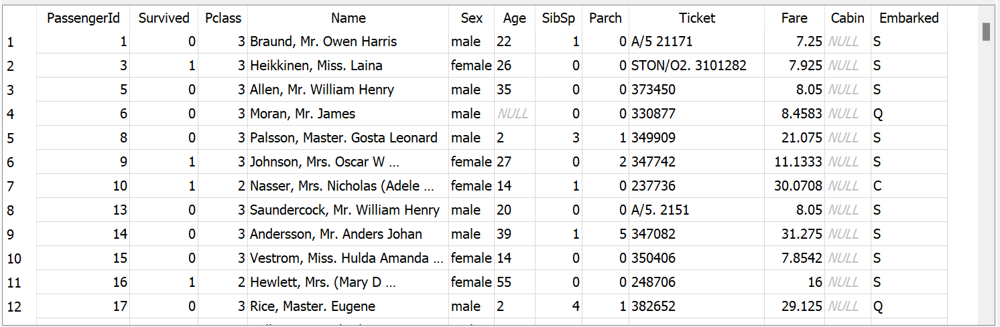 PassengerId Survived Pclass Name Sex Age SibSp Parch Ticket Fare Cabin Embarked
1 1 0 3 Braund, Mr. Owen Harris male 22 1 0 A/5 21171 7.25 NULL S
2 3 1 3 Heikkinen, Miss. Laina female 26 0 0 STON/O2. 3101282 7.925 NULL S
3 5 0 3 Allen, Mr. William Henry male 35 0 0 373450 8.05 NULL S
4 6 0 3 Moran, Mr. James male NULL 0 0 330877 8.4583 NULL Q
5 8 0 3 Palsson, Master. Gosta Leonard male 2 3 1 349909 21.075 NULL S
6 9 1 3 Johnson, Mrs. Oscar W … female 27 0 2 347742 11.1333 NULL S
7 10 1 2 Nasser, Mrs. Nicholas (Adele … female 14 1 0 237736 30.0708 NULL C
8 13 0 3 Saundercock, Mr. William Henry male 20 0 0 A/5. 2151 8.05 NULL S
9 14 0 3 Andersson, Mr. Anders Johan male 39 1 5 347082 31.275 NULL S
10 15 0 3 Vestrom, Miss. Hulda Amanda … female 14 0 0 350406 7.8542 NULL S
11 16 1 2 Hewlett, Mrs. (Mary D … female 55 0 0 248706 16 NULL S
12 17 0 3 Rice, Master. Eugene male 2 4 1 382652 29.125 NULL Q